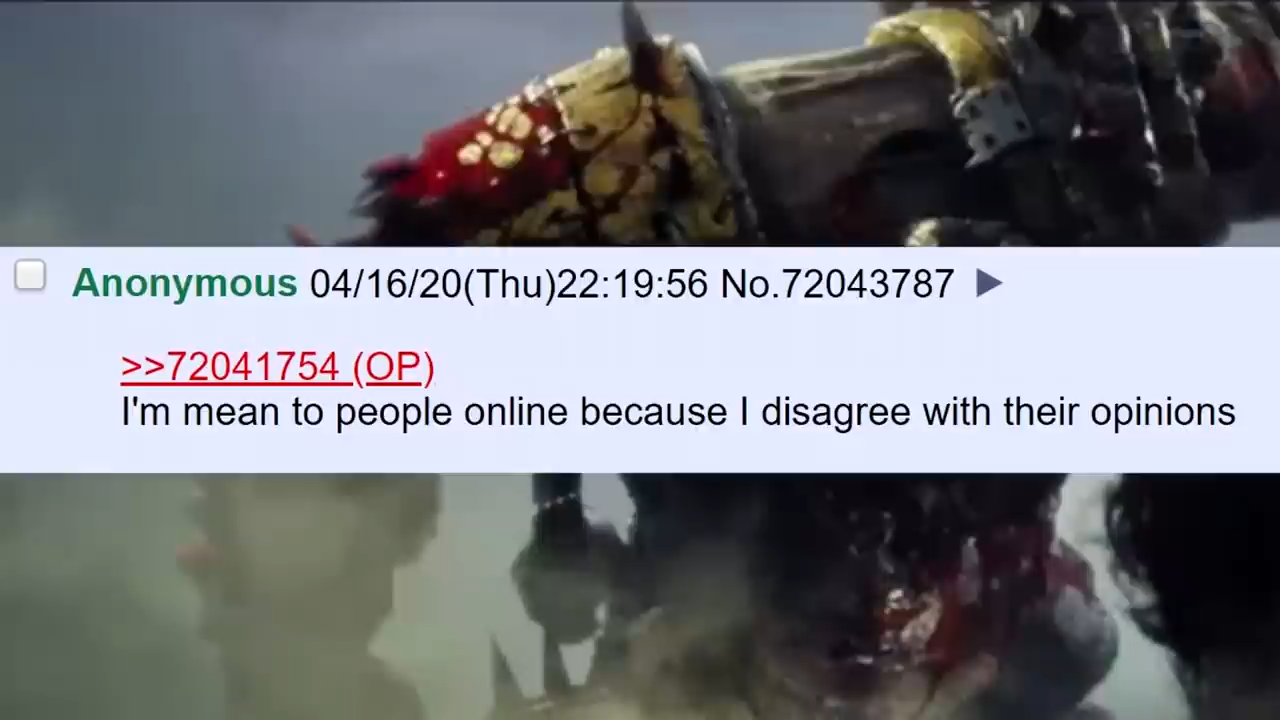 Anonymous 04/16/20(Thu)22:19:56 No.72043787 ▶
>>72041754 (OP)
I'm mean to people online because I disagree with their opinions